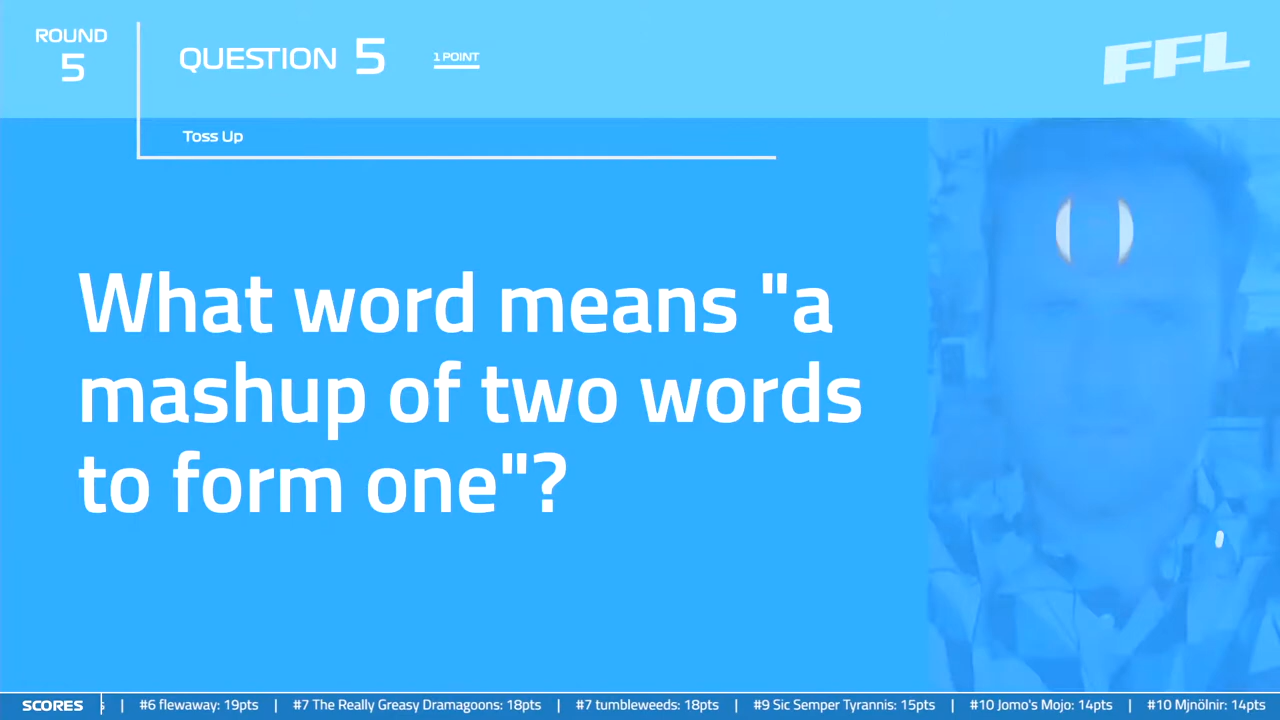 ROUND
5
QUESTION 5
1 POINT
FFL
Toss Up
What word means "a
mashup of two words
to form one"?
SCORES | #6 flewaway: 19pts | #7 The Really Greasy Dramagoons: 18pts | #7 tumbleweeds: 18pts | #9 Sic Semper Tyrannis: 15pts | #10 Jomo's Mojo: 14pts | #10 Mjnölnir: 14pts